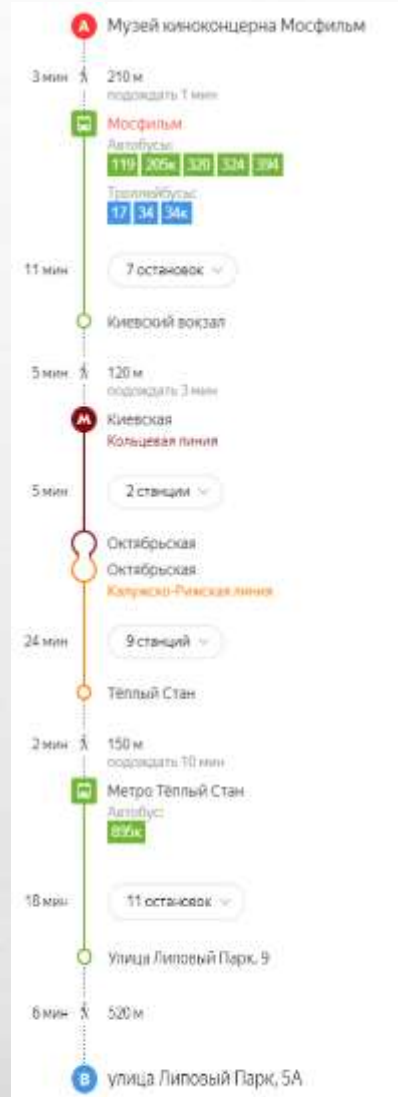 А Музей киноконцерна Мосфильм
3 мин 210 м
подождать 1 мин
Мосфильм
Автобусы:
119 205к 320 324 394
Троллейбусы:
17 34 34к
11 мин 7 остановок
Киевский вокзал
5 мин 120 м
подождать 3 мин
М Киевская
Кольцевая линия
5 мин 2 станции
Октябрьская
Октябрьская
Калужско-Рижская линия
24 мин 9 станций
Тёплый Стан
2 мин 150 м
подождать 10 мин
Метро Тёплый Стан
Автобус:
895к
18 мин 11 остановок
Улица Липовый Парк, 9
6 мин 520 м
В улица Липовый Парк, 5А